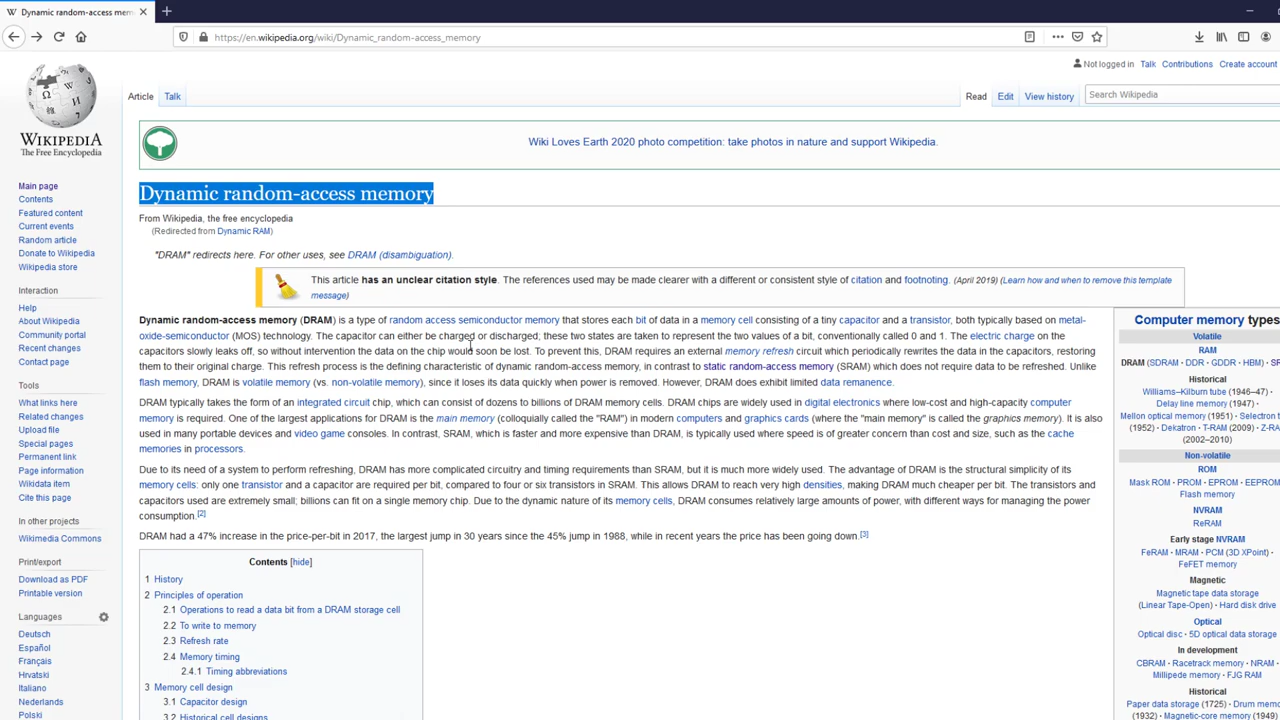 Dynamic random-access mem
https://en.wikipedia.org/wiki/Dynamic_random-access_memory
Not logged in Talk Contributions Create account
Article Talk Read Edit View history Search Wikipedia
WIKIPEDIA
The Free Encyclopedia
Wiki Loves Earth 2020 photo competition: take photos in nature and support Wikipedia.
Main page
Contents
Featured content
Current events
Random article
Donate to Wikipedia
Wikipedia store
Interaction
Help
About Wikipedia
Community portal
Recent changes
Contact page
Tools
What links here
Related changes
Upload file
Special pages
Permanent link
Page information
Wikidata item
Cite this page
In other projects
Wikimedia Commons
Print/export
Download as PDF
Printable version
Languages
Deutsch
Español
Français
Hrvatski
Italiano
Nederlands
Polski
Dynamic random-access memory
From Wikipedia, the free encyclopedia
(Redirected from Dynamic RAM)
"DRAM" redirects here. For other uses, see DRAM (disambiguation).
This article has an unclear citation style. The references used may be made clearer with a different or consistent style of citation and footnoting. (April 2019) (Learn how and when to remove this template
message)
Dynamic random-access memory (DRAM) is a type of random access semiconductor memory that stores each bit of data in a memory cell consisting of a tiny capacitor and a transistor, both typically based on metal-
oxide-semiconductor (MOS) technology. The capacitor can either be charged or discharged; these two states are taken to represent the two values of a bit, conventionally called 0 and 1. The electric charge on the
capacitors slowly leaks off, so without intervention the data on the chip would soon be lost. To prevent this, DRAM requires an external memory refresh circuit which periodically rewrites the data in the capacitors, restoring
them to their original charge. This refresh process is the defining characteristic of dynamic random-access memory, in contrast to static random-access memory (SRAM) which does not require data to be refreshed. Unlike
flash memory, DRAM is volatile memory (vs. non-volatile memory), since it loses its data quickly when power is removed. However, DRAM does exhibit limited data remanence.
DRAM typically takes the form of an integrated circuit chip, which can consist of dozens to billions of DRAM memory cells. DRAM chips are widely used in digital electronics where low-cost and high-capacity computer
memory is required. One of the largest applications for DRAM is the main memory (colloquially called the "RAM") in modern computers and graphics cards (where the "main memory" is called the graphics memory). It is also
used in many portable devices and video game consoles. In contrast, SRAM, which is faster and more expensive than DRAM, is typically used where speed is of greater concern than cost and size, such as the cache
memories in processors.
Due to its need of a system to perform refreshing, DRAM has more complicated circuitry and timing requirements than SRAM, but it is much more widely used. The advantage of DRAM is the structural simplicity of its
memory cells: only one transistor and a capacitor are required per bit, compared to four or six transistors in SRAM. This allows DRAM to reach very high densities, making DRAM much cheaper per bit. The transistors and
capacitors used are extremely small; billions can fit on a single memory chip. Due to the dynamic nature of its memory cells, DRAM consumes relatively large amounts of power, with different ways for managing the power
consumption.[2]
DRAM had a 47% increase in the price-per-bit in 2017, the largest jump in 30 years since the 45% jump in 1988, while in recent years the price has been going down.[3]
Contents [hide]
1 History
2 Principles of operation
2.1 Operations to read a data bit from a DRAM storage cell
2.2 To write to memory
2.3 Refresh rate
2.4 Memory timing
2.4.1 Timing abbreviations
3 Memory cell design
3.1 Capacitor design
3.2 Historical cell designs
Computer memory types
Volatile
RAM
DRAM (SDRAM · DDR · GDDR · HBM) · SR
Historical
Williams–Kilburn tube (1946–47) ·
Delay line memory (1947) ·
Mellon optical memory (1951) · Selectron t
(1952) · Dekatron · T-RAM (2009) · Z-RA
(2002–2010)
Non-volatile
ROM
Mask ROM · PROM · EPROM · EEPROM
Flash memory
NVRAM
ReRAM
Early stage NVRAM
FeRAM · MRAM · PCM (3D XPoint) ·
FeFET memory
Magnetic
Magnetic tape data storage
(Linear Tape-Open) · Hard disk drive
Optical
Optical disc · 5D optical data storage
In development
CBRAM · Racetrack memory · NRAM ·
Millipede memory · FJG RAM
Historical
Paper data storage (1725) · Drum memo
(1932) · Magnetic-core memory (1949)